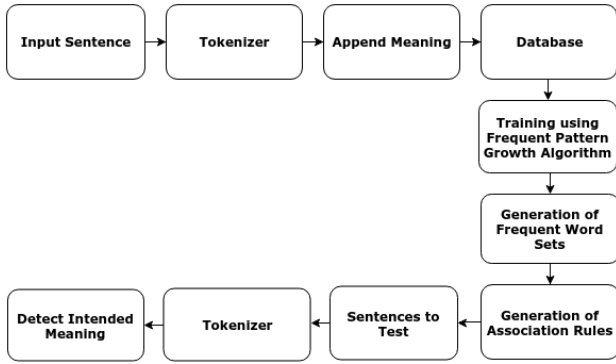 Input Sentence
Tokenizer
Append Meaning
Database
Training using
Frequent Pattern
Growth Algorithm
Generation of
Frequent Word
Sets
Generation of
Association Rules
Sentences to
Test
Tokenizer
Detect Intended
Meaning